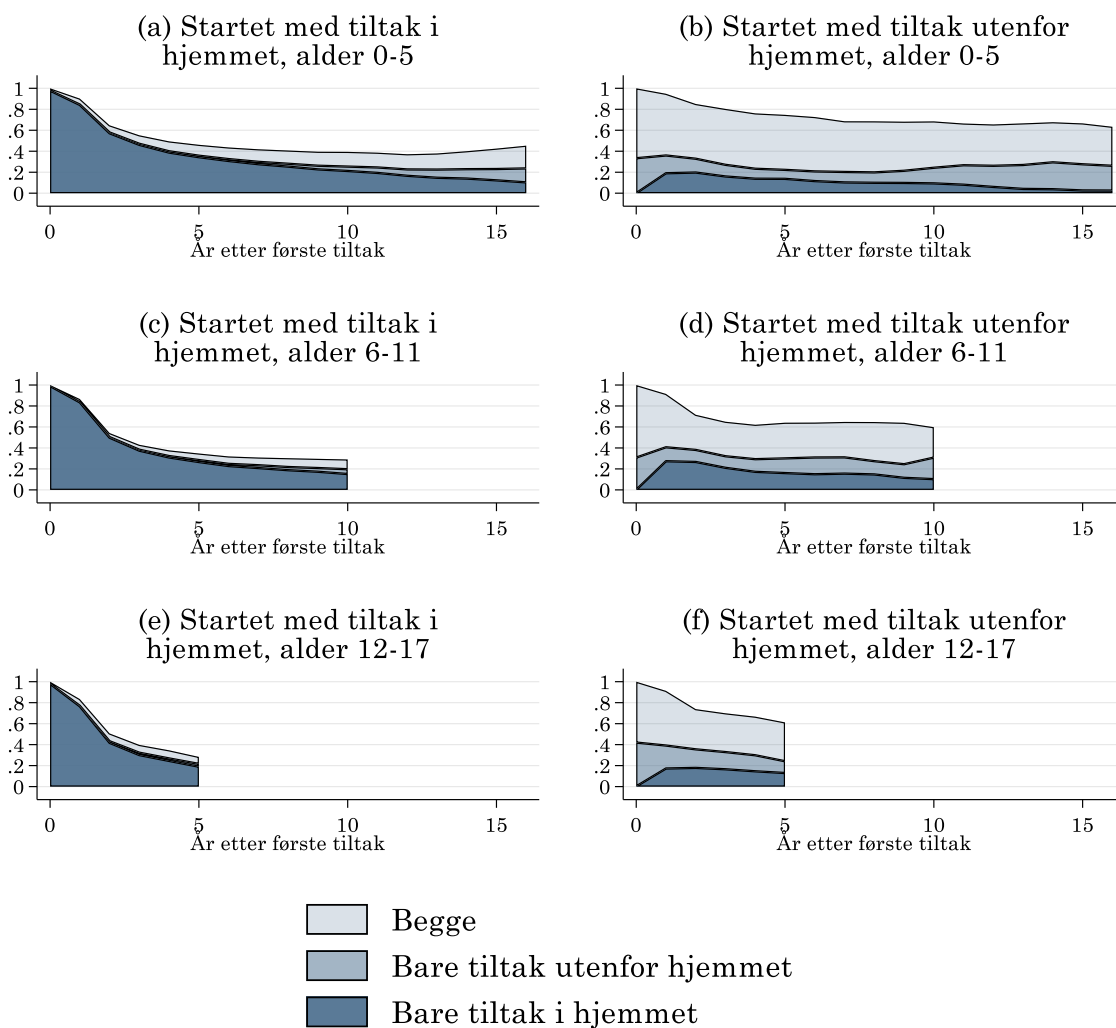 (a) Startet med tiltak i
hjemmet, alder 0-5
1
.8
.6
.4
.2
0
0 5 10 15
År etter første tiltak
(b) Startet med tiltak utenfor
hjemmet, alder 0-5
1
.8
.6
.4
.2
0
0 5 10 15
År etter første tiltak
(c) Startet med tiltak i
hjemmet, alder 6-11
1
.8
.6
.4
.2
0
0 5 10 15
År etter første tiltak
(d) Startet med tiltak utenfor
hjemmet, alder 6-11
1
.8
.6
.4
.2
0
0 5 10 15
År etter første tiltak
(e) Startet med tiltak i
hjemmet, alder 12-17
1
.8
.6
.4
.2
0
0 5 10 15
År etter første tiltak
(f) Startet med tiltak utenfor
hjemmet, alder 12-17
1
.8
.6
.4
.2
0
0 5 10 15
År etter første tiltak
Begge
Bare tiltak utenfor hjemmet
Bare tiltak i hjemmet